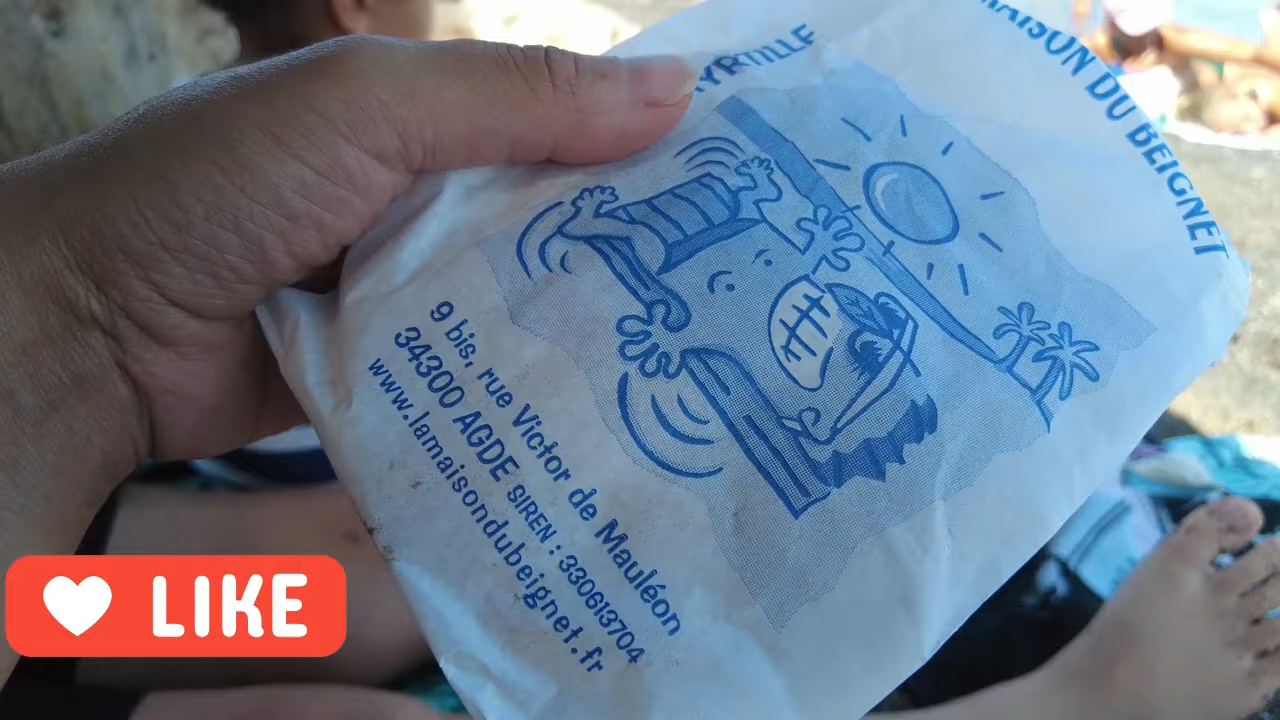 MAISON DU BEIGNET
9 bis, rue Victor de Mauléon
34300 AGDE SIREN : 330613704
www.lamaisondubeignet.fr
LIKE